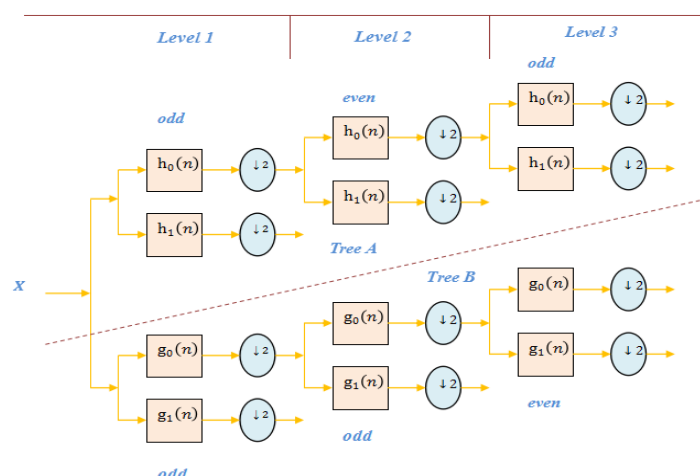 Level 1 Level 2 Level 3
odd
even
odd
h₀(n) ↓2 h₀(n) ↓2 h₀(n) ↓2
h₁(n) ↓2 h₁(n) ↓2 h₁(n) ↓2
Tree A
X
Tree B
g₀(n) ↓2 g₀(n) ↓2 g₀(n) ↓2
g₁(n) ↓2 g₁(n) ↓2 g₁(n) ↓2
even
odd
odd